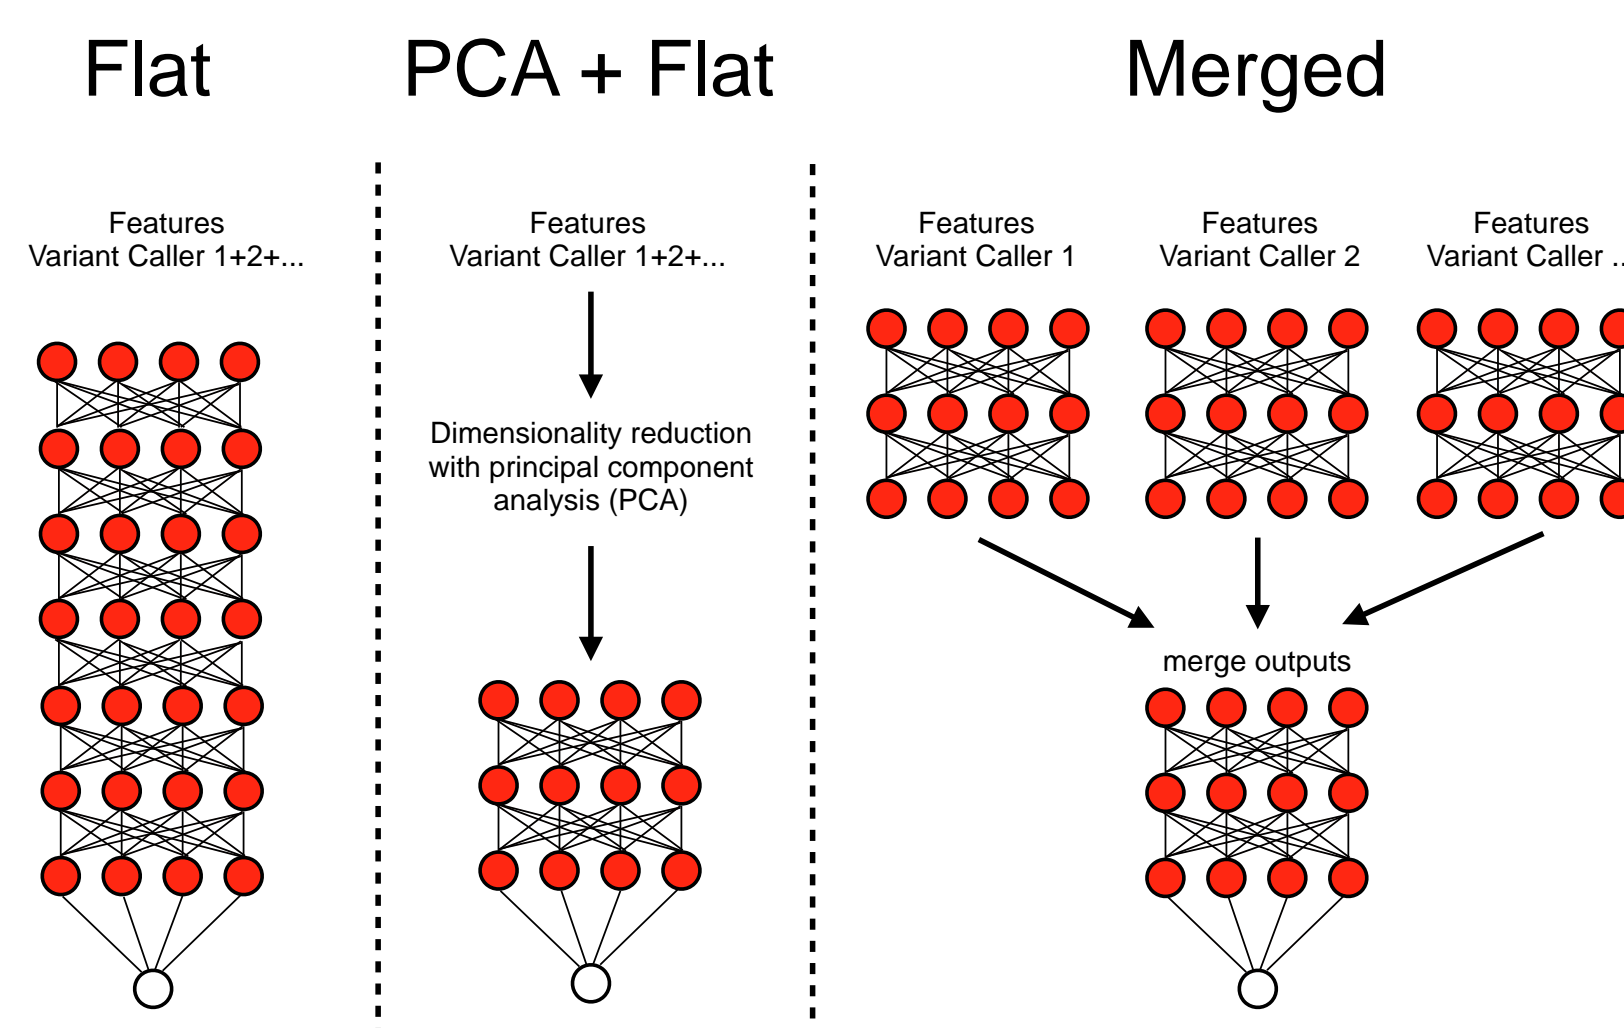 Flat
PCA + Flat
Merged
Features
Variant Caller 1+2+...
Features
Variant Caller 1+2+...
Dimensionality reduction
with principal component
analysis (PCA)
Features
Variant Caller 1
Features
Variant Caller 2
Features
Variant Caller ..
merge outputs